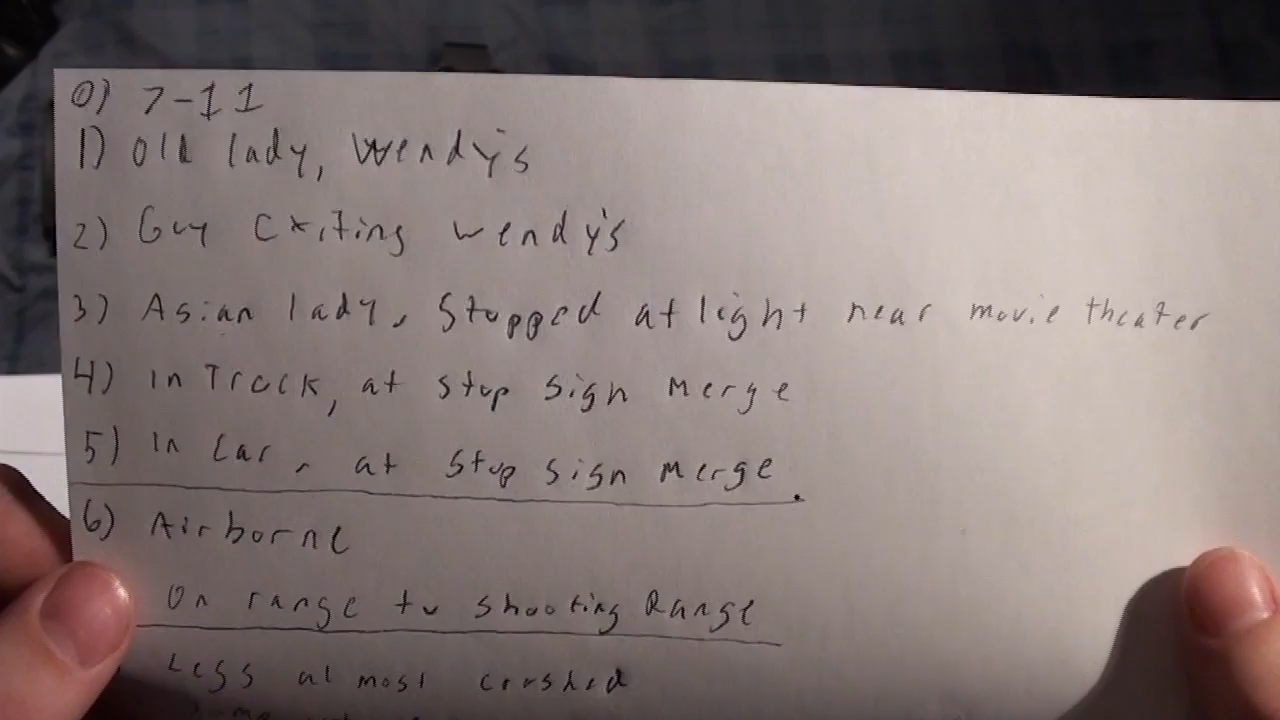 0) 7-11
1) Old lady, Wendy's
2) Guy Exiting Wendy's
3) Asian lady, Stopped at light near movie theater
4) In Truck, at stop sign merge
5) In Car, at stop sign merge.
6) Airborne
On range to shooting Range
Legs almost crushed